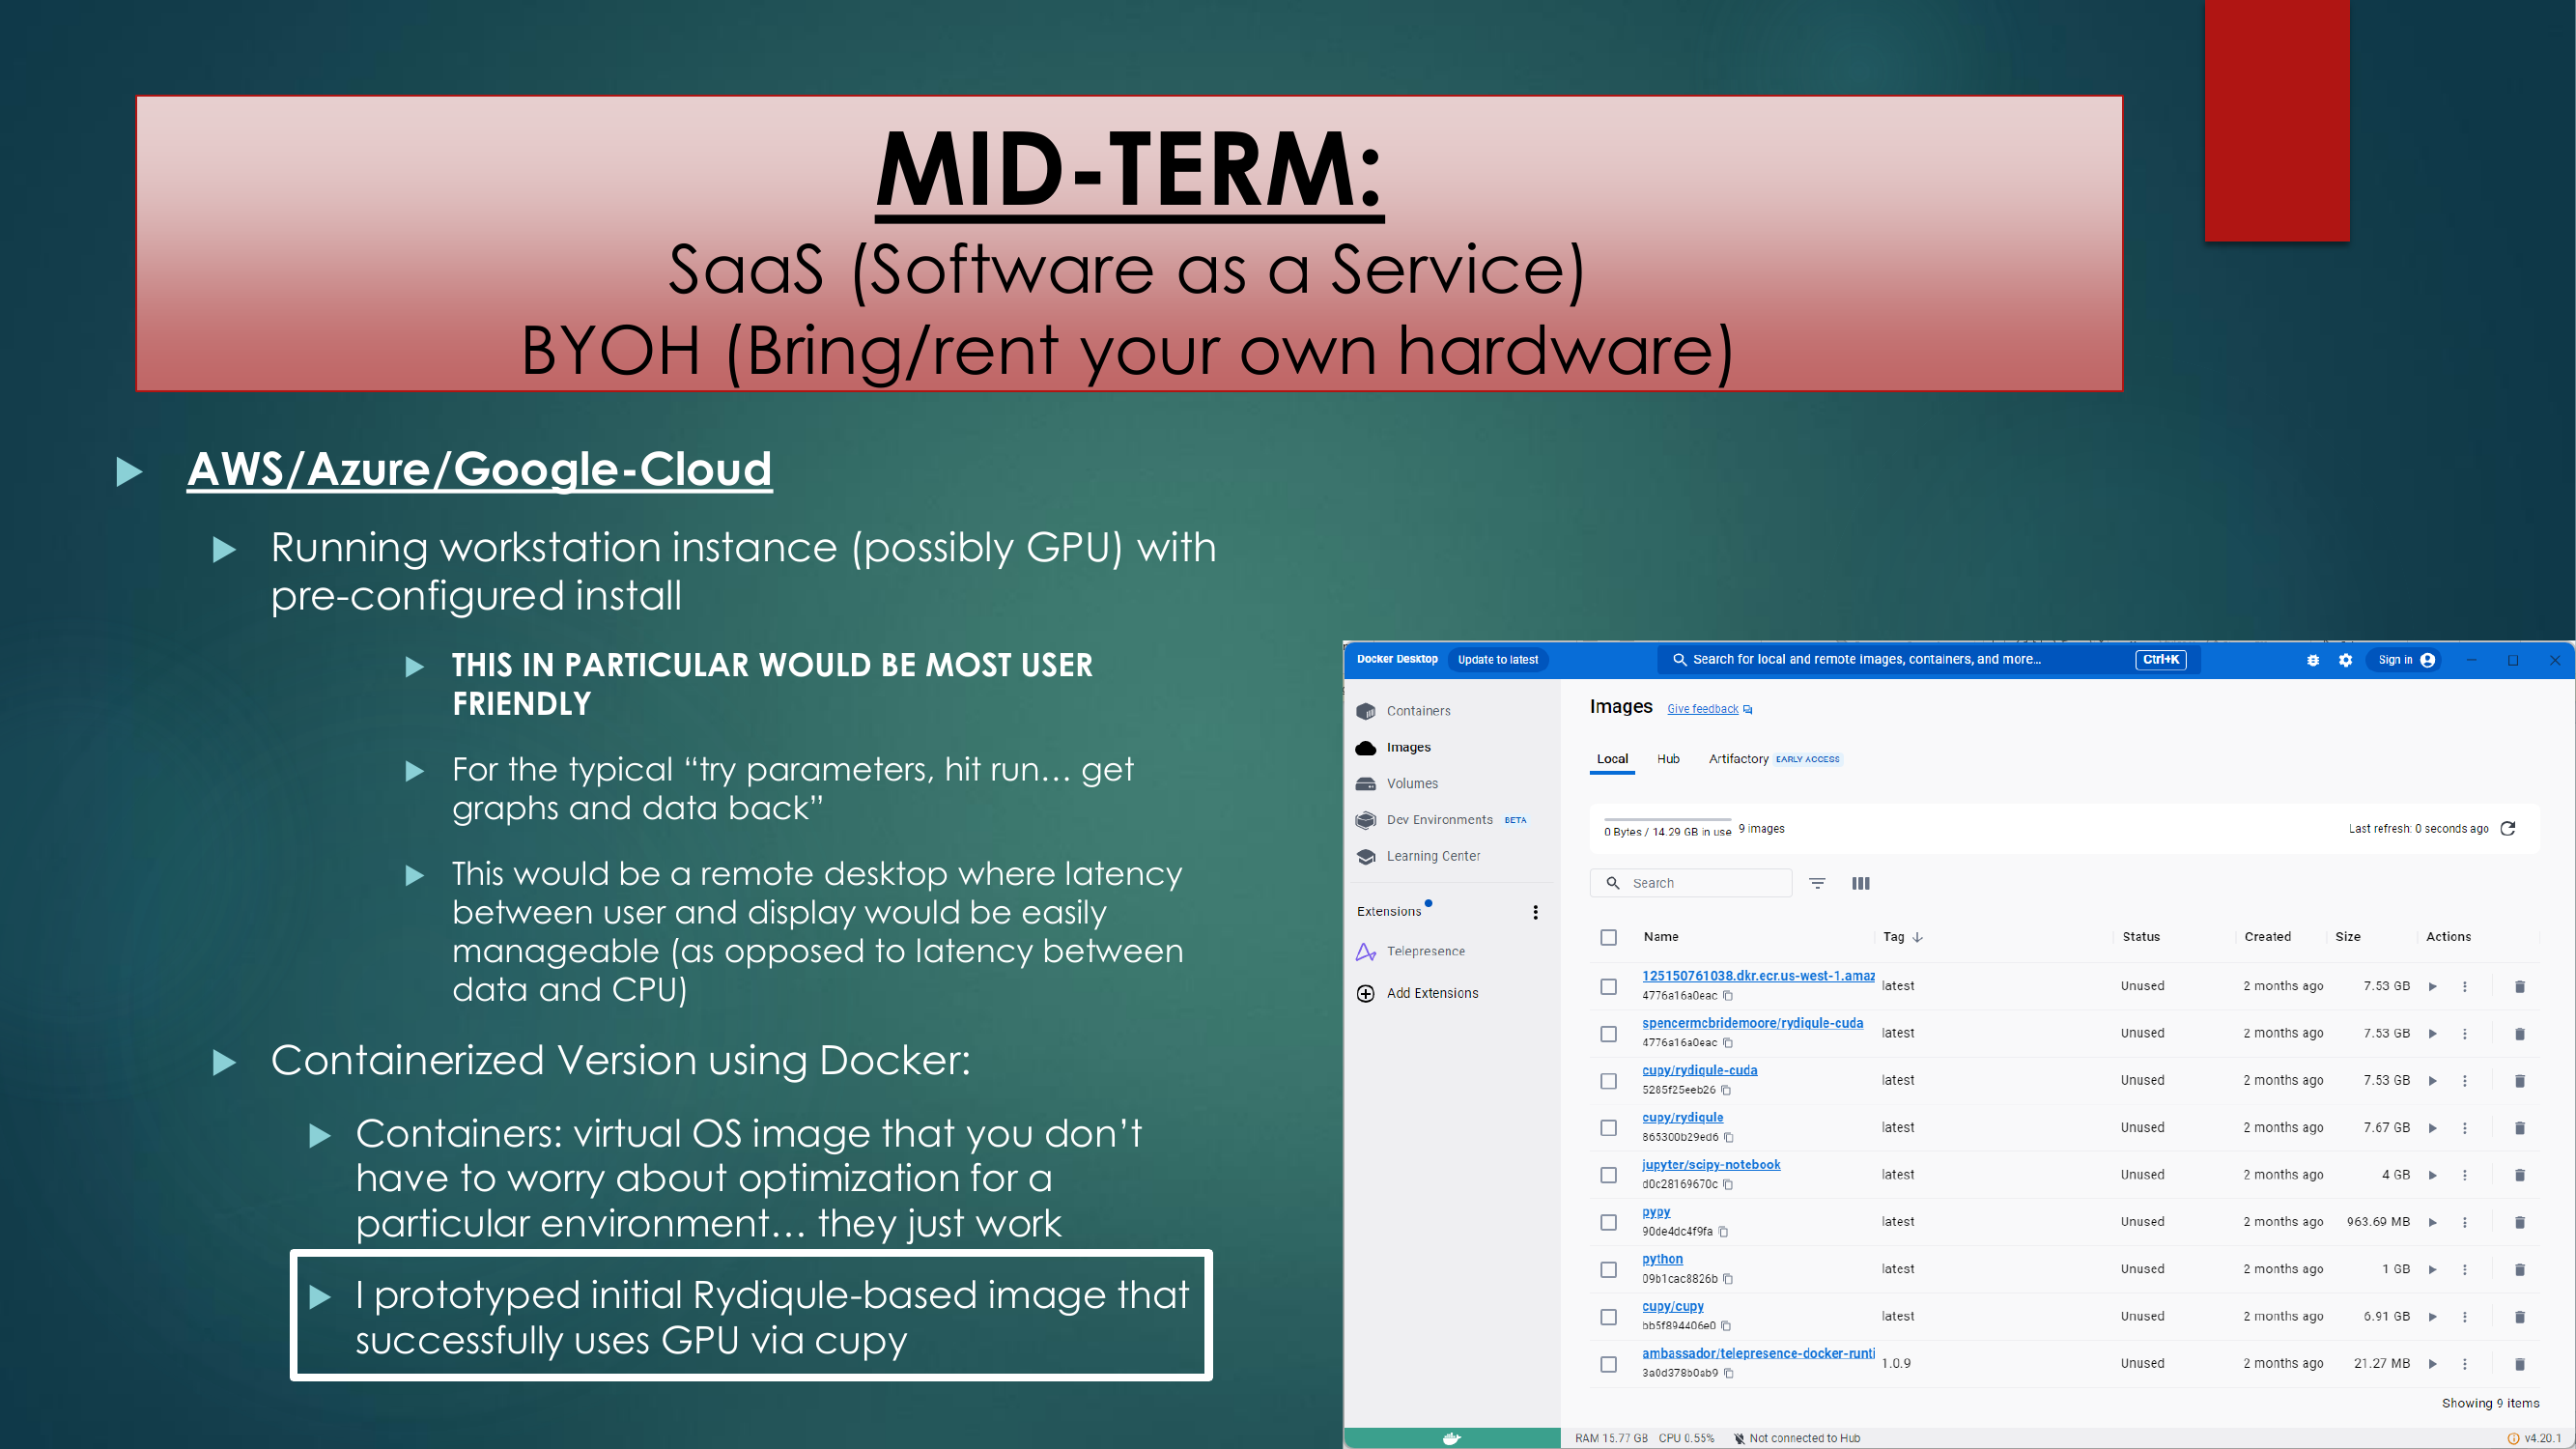 MID-TERM:
SaaS (Software as a Service)
BYOH (Bring/rent your own hardware)
AWS/Azure/Google-Cloud
Running workstation instance (possibly GPU) with
pre-configured install
THIS IN PARTICULAR WOULD BE MOST USER
FRIENDLY
For the typical “try parameters, hit run… get
graphs and data back”
This would be a remote desktop where latency
between user and display would be easily
manageable (as opposed to latency between
data and CPU)
Containerized Version using Docker:
Containers: virtual OS image that you don’t
have to worry about optimization for a
particular environment… they just work
I prototyped initial Rydiqule-based image that
successfully uses GPU via cupy
Docker Desktop Update to latest Search for local and remote images, containers, and more... Ctrl+K Sign in
Containers
Images
Volumes
Dev Environments BETA
Learning Center
Extensions
Telepresence
Add Extensions
Images Give feedback
Local Hub Artifactory EARLY ACCESS
0 Bytes / 14.29 GB in use 9 images Last refresh: 0 seconds ago
Search
Name Tag Status Created Size Actions
125150761038.dkr.ecr.us-west-1.amaz latest Unused 2 months ago 7.53 GB
4776a16a0eac
spencermcbridemoore/rydiqule-cuda latest Unused 2 months ago 7.53 GB
4776a16a0eac
cupy/rydiqule-cuda latest Unused 2 months ago 7.53 GB
5285f25eeb26
cupy/rydiqule latest Unused 2 months ago 7.67 GB
865300b29ed6
jupyter/scipy-notebook latest Unused 2 months ago 4 GB
d0c28169670c
pypy latest Unused 2 months ago 963.69 MB
90de4dc4f9fa
python latest Unused 2 months ago 1 GB
09b1cac8826b
cupy/cupy latest Unused 2 months ago 6.91 GB
bb5f894406e0
ambassador/telepresence-docker-runti 1.0.9 Unused 2 months ago 21.27 MB
3a0d378b0ab9
Showing 9 items
RAM 15.77 GB CPU 0.55% Not connected to Hub v4.20.1